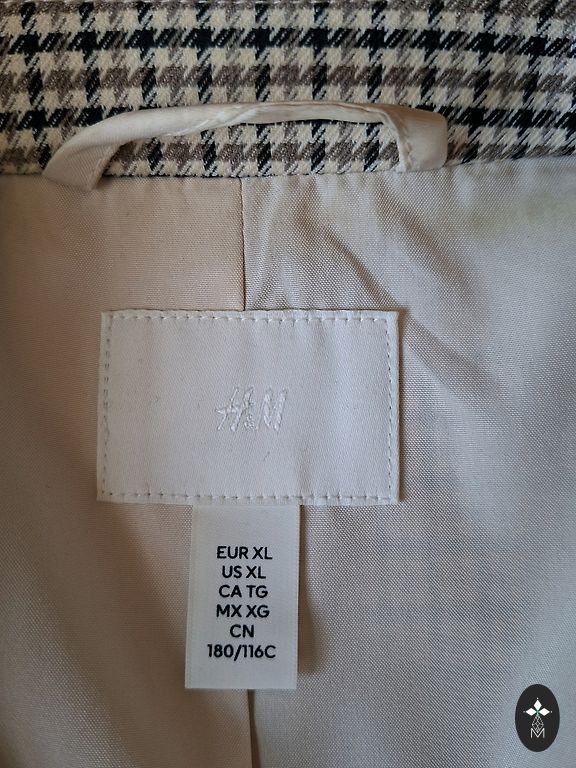 H&M
EUR XL
US XL
CA TG
MX XG
CN
180/116C
M